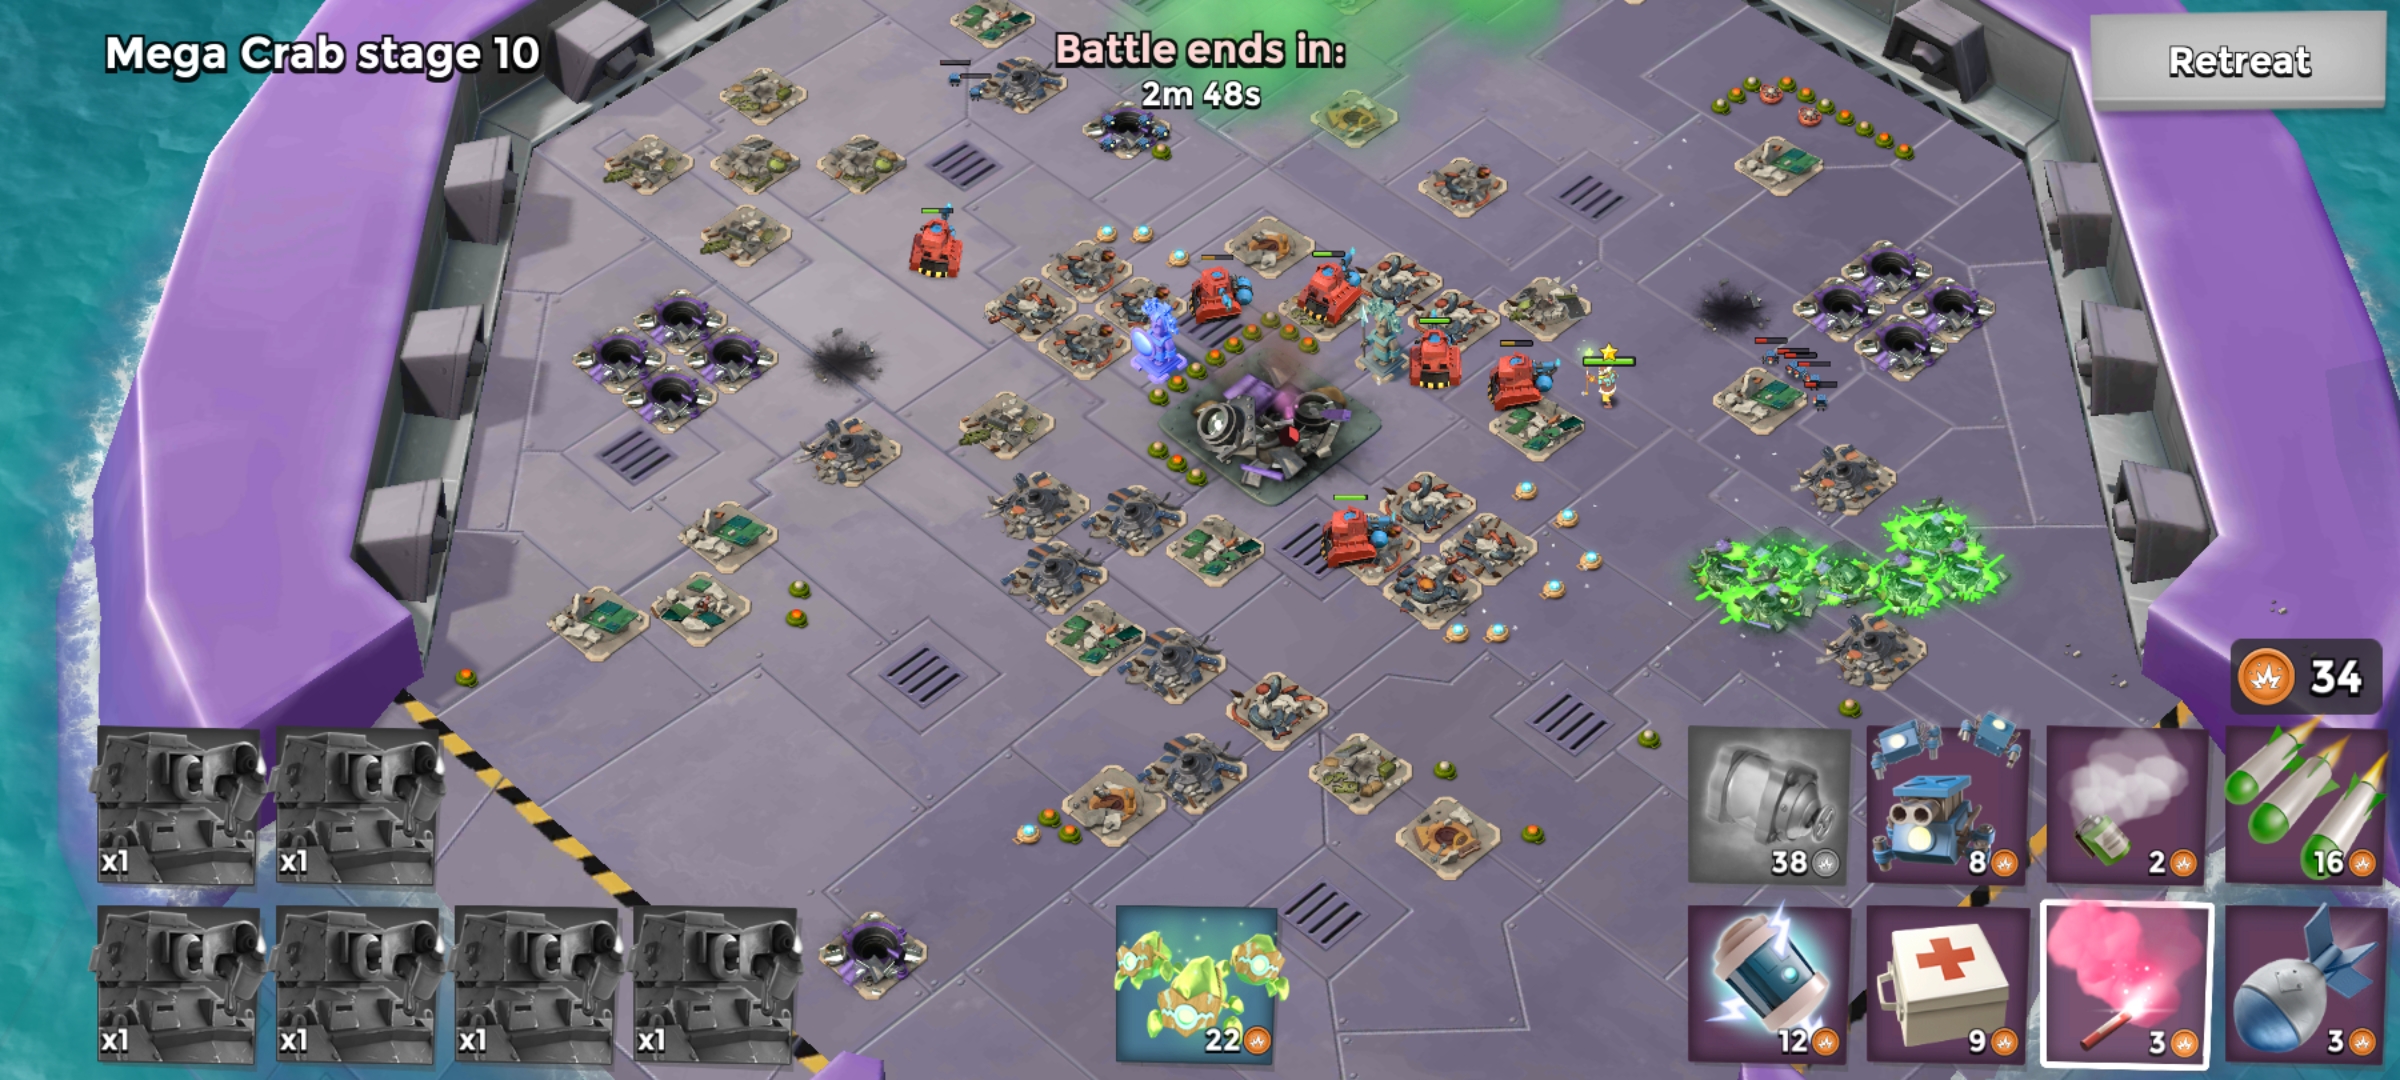 Mega Crab stage 10
Battle ends in:
2m 48s
Retreat
34
x1
x1
38
8
2
16
x1
x1
x1
x1
22
12
9
3
3